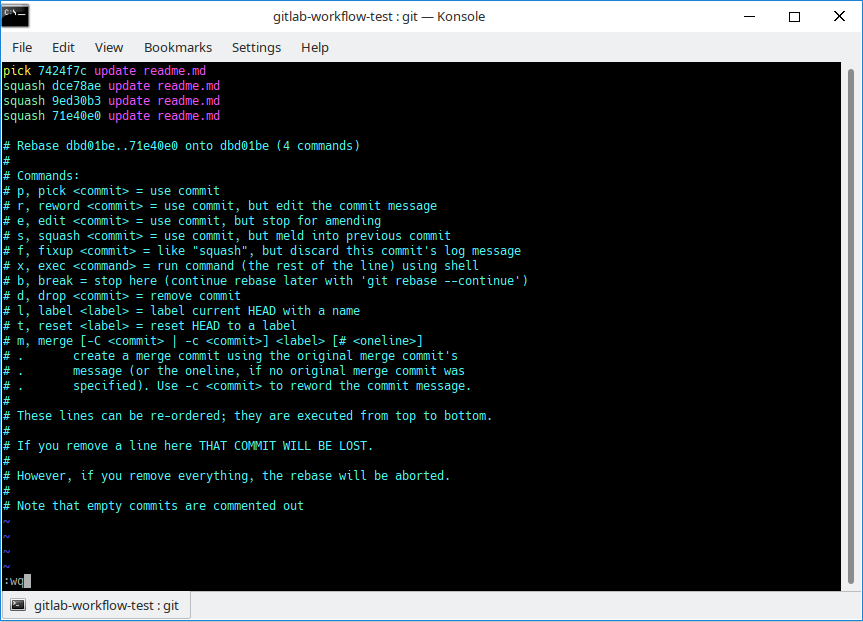 gitlab-workflow-test : git — Konsole
File Edit View Bookmarks Settings Help
pick 7424f7c update readme.md
squash dce78ae update readme.md
squash 9ed30b3 update readme.md
squash 71e40e0 update readme.md
# Rebase dbd01be..71e40e0 onto dbd01be (4 commands)
#
# Commands:
# p, pick <commit> = use commit
# r, reword <commit> = use commit, but edit the commit message
# e, edit <commit> = use commit, but stop for amending
# s, squash <commit> = use commit, but meld into previous commit
# f, fixup <commit> = like "squash", but discard this commit's log message
# x, exec <command> = run command (the rest of the line) using shell
# b, break = stop here (continue rebase later with 'git rebase --continue')
# d, drop <commit> = remove commit
# l, label <label> = label current HEAD with a name
# t, reset <label> = reset HEAD to a label
# m, merge [-C <commit> | -c <commit>] <label> [# <oneline>]
# .       create a merge commit using the original merge commit's
# .       message (or the oneline, if no original merge commit was
# .       specified). Use -c <commit> to reword the commit message.
#
# These lines can be re-ordered; they are executed from top to bottom.
#
# If you remove a line here THAT COMMIT WILL BE LOST.
#
# However, if you remove everything, the rebase will be aborted.
#
# Note that empty commits are commented out
~
~
~
~
:wq
gitlab-workflow-test : git